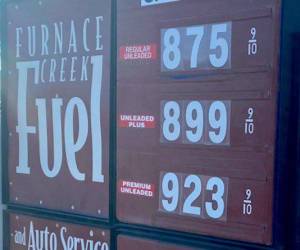 FURNACE
CREEK
Fuel
and Auto Service
REGULAR
UNLEADED
875 9/10
UNLEADED
PLUS
899 9/10
PREMIUM
UNLEADED
923 9/10